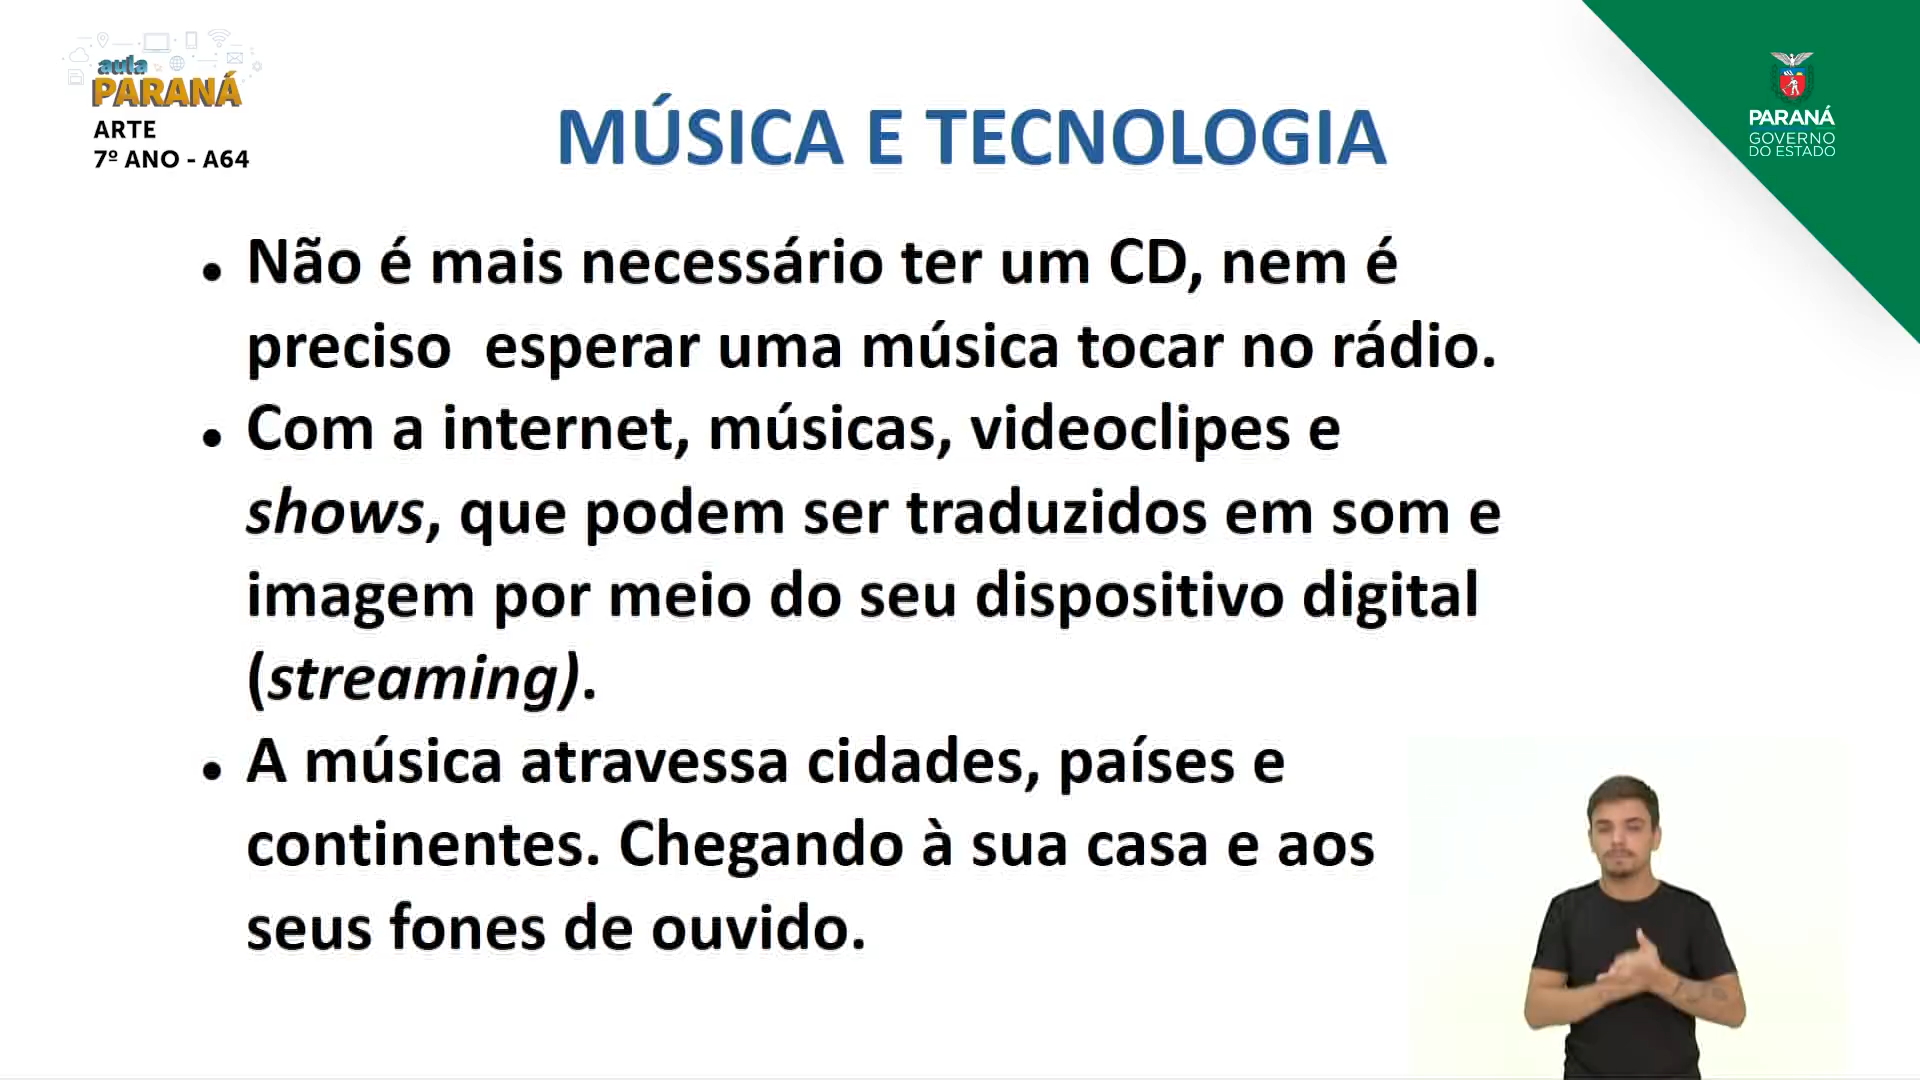 aula
PARANÁ
ARTE
7º ANO - A64
MÚSICA E TECNOLOGIA
PARANÁ
GOVERNO
DO ESTADO
• Não é mais necessário ter um CD, nem é
preciso  esperar uma música tocar no rádio.
• Com a internet, músicas, videoclipes e
shows, que podem ser traduzidos em som e
imagem por meio do seu dispositivo digital
(streaming).
• A música atravessa cidades, países e
continentes. Chegando à sua casa e aos
seus fones de ouvido.